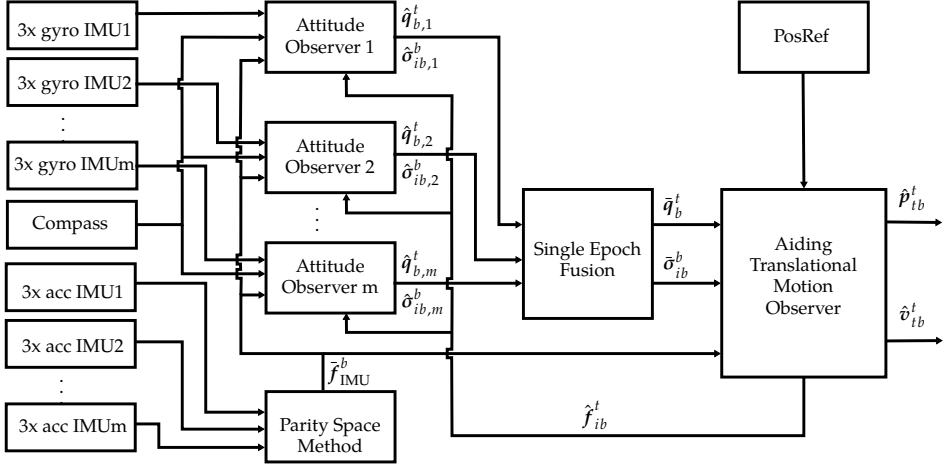 3x gyro IMU1
3x gyro IMU2
⋮
3x gyro IMUm
Compass
3x acc IMU1
3x acc IMU2
⋮
3x acc IMUm
Attitude
Observer 1
q̂ᵗ_{b,1}
σ̂ᵇ_{ib,1}
Attitude
Observer 2
q̂ᵗ_{b,2}
σ̂ᵇ_{ib,2}
⋮
Attitude
Observer m
q̂ᵗ_{b,m}
σ̂ᵇ_{ib,m}
f̄ᵇ_{IMU}
Parity Space
Method
Single Epoch
Fusion
q̄ᵗ_b
σ̄ᵇ_{ib}
PosRef
Aiding
Translational
Motion
Observer
p̂ᵗ_{tb}
v̂ᵗ_{tb}
f̂ᵗ_{ib}